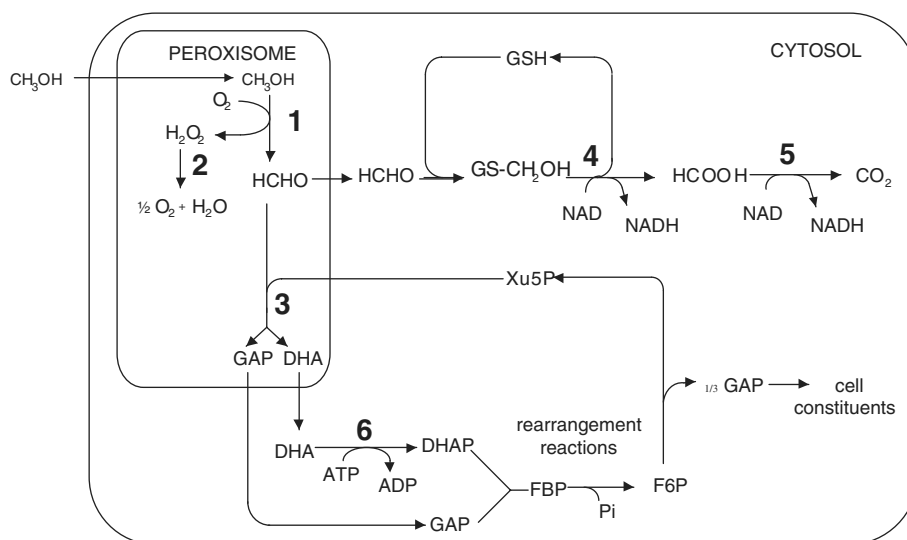 PEROXISOME
CYTOSOL
CH3OH
CH3OH
GSH
O2
1
H2O2
2
HCHO
HCHO
GS-CH2OH
4
HCOOH
5
CO2
½ O2 + H2O
NAD
NADH
NAD
NADH
Xu5P
3
GAP
DHA
1/3 GAP
cell
constituents
rearrangement
reactions
DHA
6
DHAP
ATP
ADP
FBP
F6P
Pi
GAP